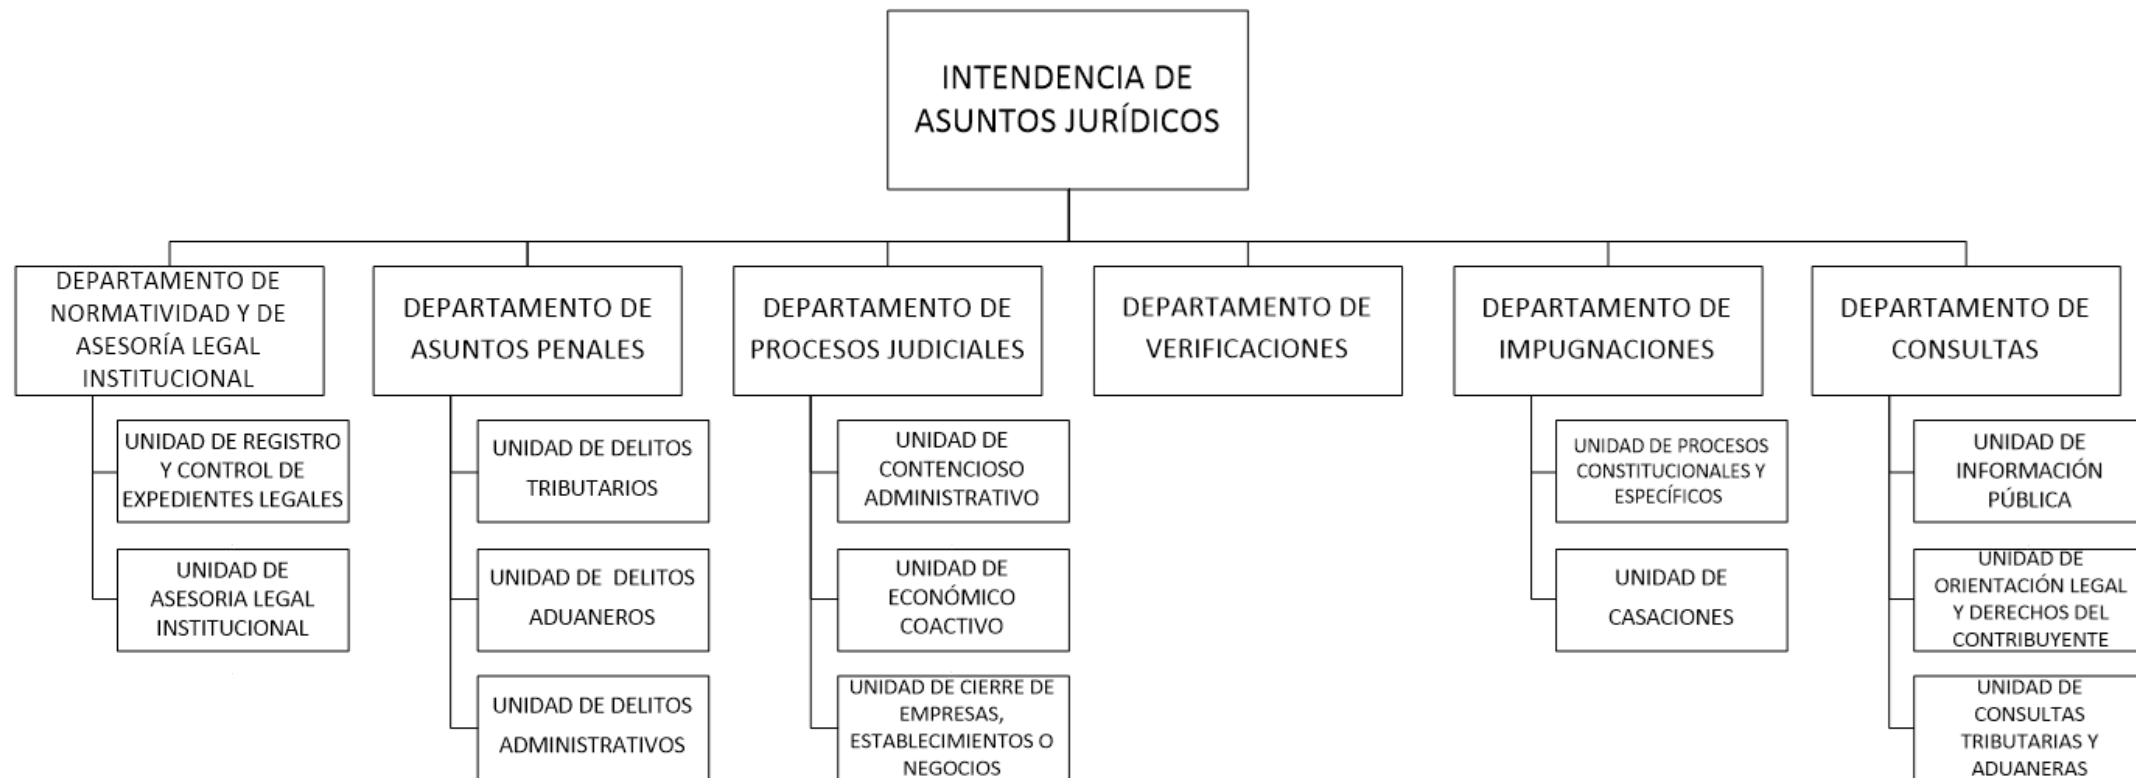 INTENDENCIA DE
ASUNTOS JURÍDICOS
DEPARTAMENTO DE
NORMATIVIDAD Y DE
ASESORÍA LEGAL
INSTITUCIONAL
DEPARTAMENTO DE
ASUNTOS PENALES
DEPARTAMENTO DE
PROCESOS JUDICIALES
DEPARTAMENTO DE
VERIFICACIONES
DEPARTAMENTO DE
IMPUGNACIONES
DEPARTAMENTO DE
CONSULTAS
UNIDAD DE REGISTRO
Y CONTROL DE
EXPEDIENTES LEGALES
UNIDAD DE DELITOS
TRIBUTARIOS
UNIDAD DE
CONTENCIOSO
ADMINISTRATIVO
UNIDAD DE PROCESOS
CONSTITUCIONALES Y
ESPECÍFICOS
UNIDAD DE
INFORMACIÓN
PÚBLICA
UNIDAD DE
ASESORIA LEGAL
INSTITUCIONAL
UNIDAD DE  DELITOS
ADUANEROS
UNIDAD DE
ECONÓMICO
COACTIVO
UNIDAD DE
CASACIONES
UNIDAD DE
ORIENTACIÓN LEGAL
Y DERECHOS DEL
CONTRIBUYENTE
UNIDAD DE DELITOS
ADMINISTRATIVOS
UNIDAD DE CIERRE DE
EMPRESAS,
ESTABLECIMIENTOS O
NEGOCIOS
UNIDAD DE
CONSULTAS
TRIBUTARIAS Y
ADUANERAS